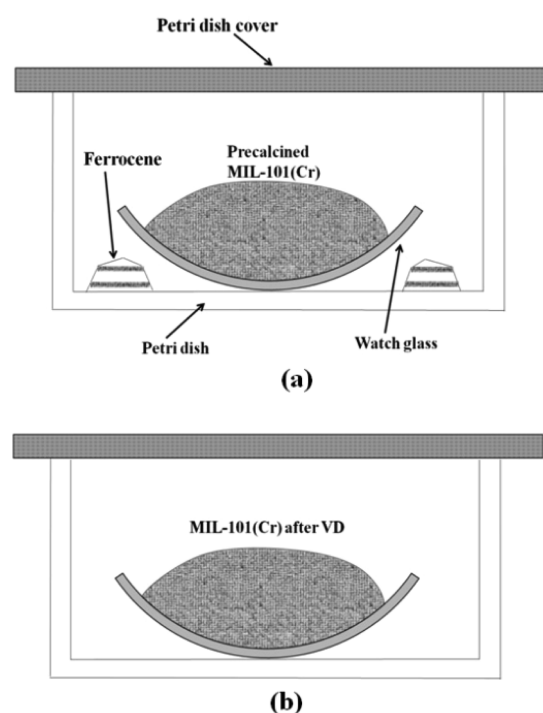 Petri dish cover
Ferrocene
Precalcined
MIL-101(Cr)
Petri dish
Watch glass
(a)
MIL-101(Cr) after VD
(b)